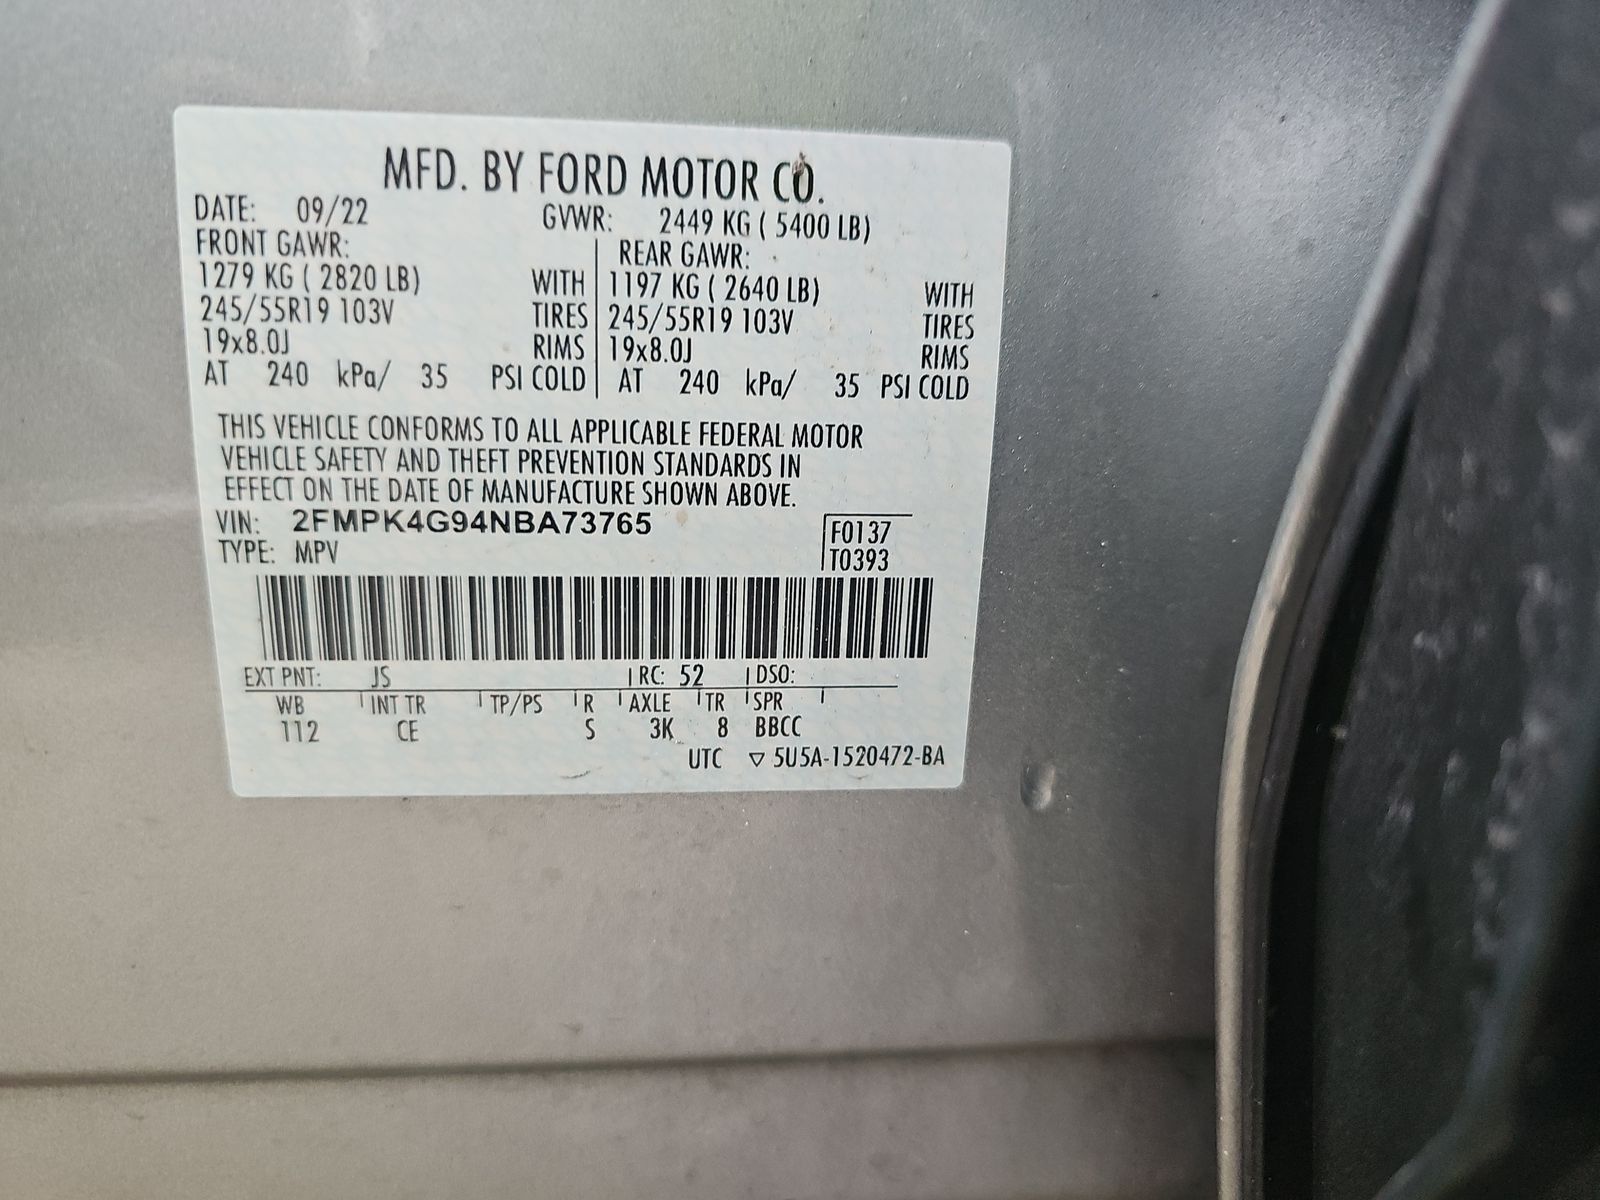 MFD. BY FORD MOTOR CO.
DATE: 09/22 GVWR: 2449 KG ( 5400 LB)
FRONT GAWR: REAR GAWR:
1279 KG ( 2820 LB) WITH 1197 KG ( 2640 LB) WITH
245/55R19 103V TIRES 245/55R19 103V TIRES
19x8.0J RIMS 19x8.0J RIMS
AT 240 kPa/ 35 PSI COLD AT 240 kPa/ 35 PSI COLD
THIS VEHICLE CONFORMS TO ALL APPLICABLE FEDERAL MOTOR
VEHICLE SAFETY AND THEFT PREVENTION STANDARDS IN
EFFECT ON THE DATE OF MANUFACTURE SHOWN ABOVE.
VIN: 2FMPK4G94NBA73765 F0137
TYPE: MPV T0393
EXT PNT: JS RC: 52 DSO:
WB INT TR TP/PS R AXLE TR SPR
112 CE S 3K 8 BBCC
UTC ▽ 5U5A-1520472-BA